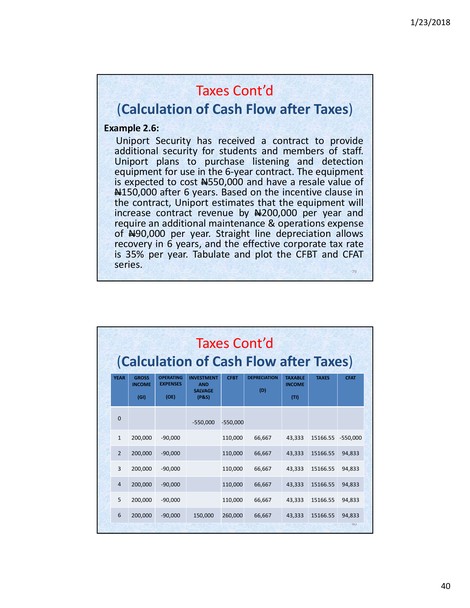 1/23/2018
Taxes Cont'd
(Calculation of Cash Flow after Taxes)
Example 2.6:
Uniport Security has received a contract to provide
additional security for students and members of staff.
Uniport plans to purchase listening and detection
equipment for use in the 6-year contract. The equipment
is expected to cost ₦550,000 and have a resale value of
₦150,000 after 6 years. Based on the incentive clause in
the contract, Uniport estimates that the equipment will
increase contract revenue by ₦200,000 per year and
require an additional maintenance & operations expense
of ₦90,000 per year. Straight line depreciation allows
recovery in 6 years, and the effective corporate tax rate
is 35% per year. Tabulate and plot the CFBT and CFAT
series.
Taxes Cont'd
(Calculation of Cash Flow after Taxes)
YEAR GROSS INCOME (GI) OPERATING EXPENSES (OE) INVESTMENT AND SALVAGE (P&S) CFBT DEPRECIATION (D) TAXABLE INCOME (TI) TAXES CFAT
0 -550,000 -550,000
1 200,000 -90,000 110,000 66,667 43,333 15166.55 -550,000
2 200,000 -90,000 110,000 66,667 43,333 15166.55 94,833
3 200,000 -90,000 110,000 66,667 43,333 15166.55 94,833
4 200,000 -90,000 110,000 66,667 43,333 15166.55 94,833
5 200,000 -90,000 110,000 66,667 43,333 15166.55 94,833
6 200,000 -90,000 150,000 260,000 66,667 43,333 15166.55 94,833
40